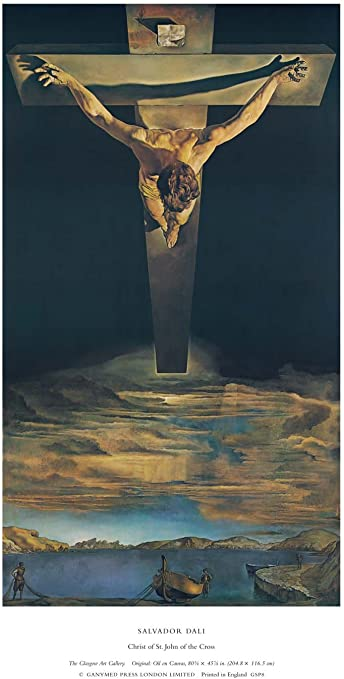 SALVADOR DALI
Christ of St. John of the Cross
The Glasgow Art Gallery. Original: Oil on Canvas, 80⅝ × 45⅞ in. (204.8 × 116.5 cm)
© GANYMED PRESS LONDON LIMITED Printed in England GSP8